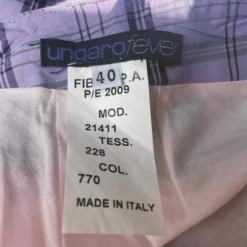 ungarofever
FIB 40 P.A.
P/E 2009
MOD.
21411
TESS.
228
COL.
770
MADE IN ITALY